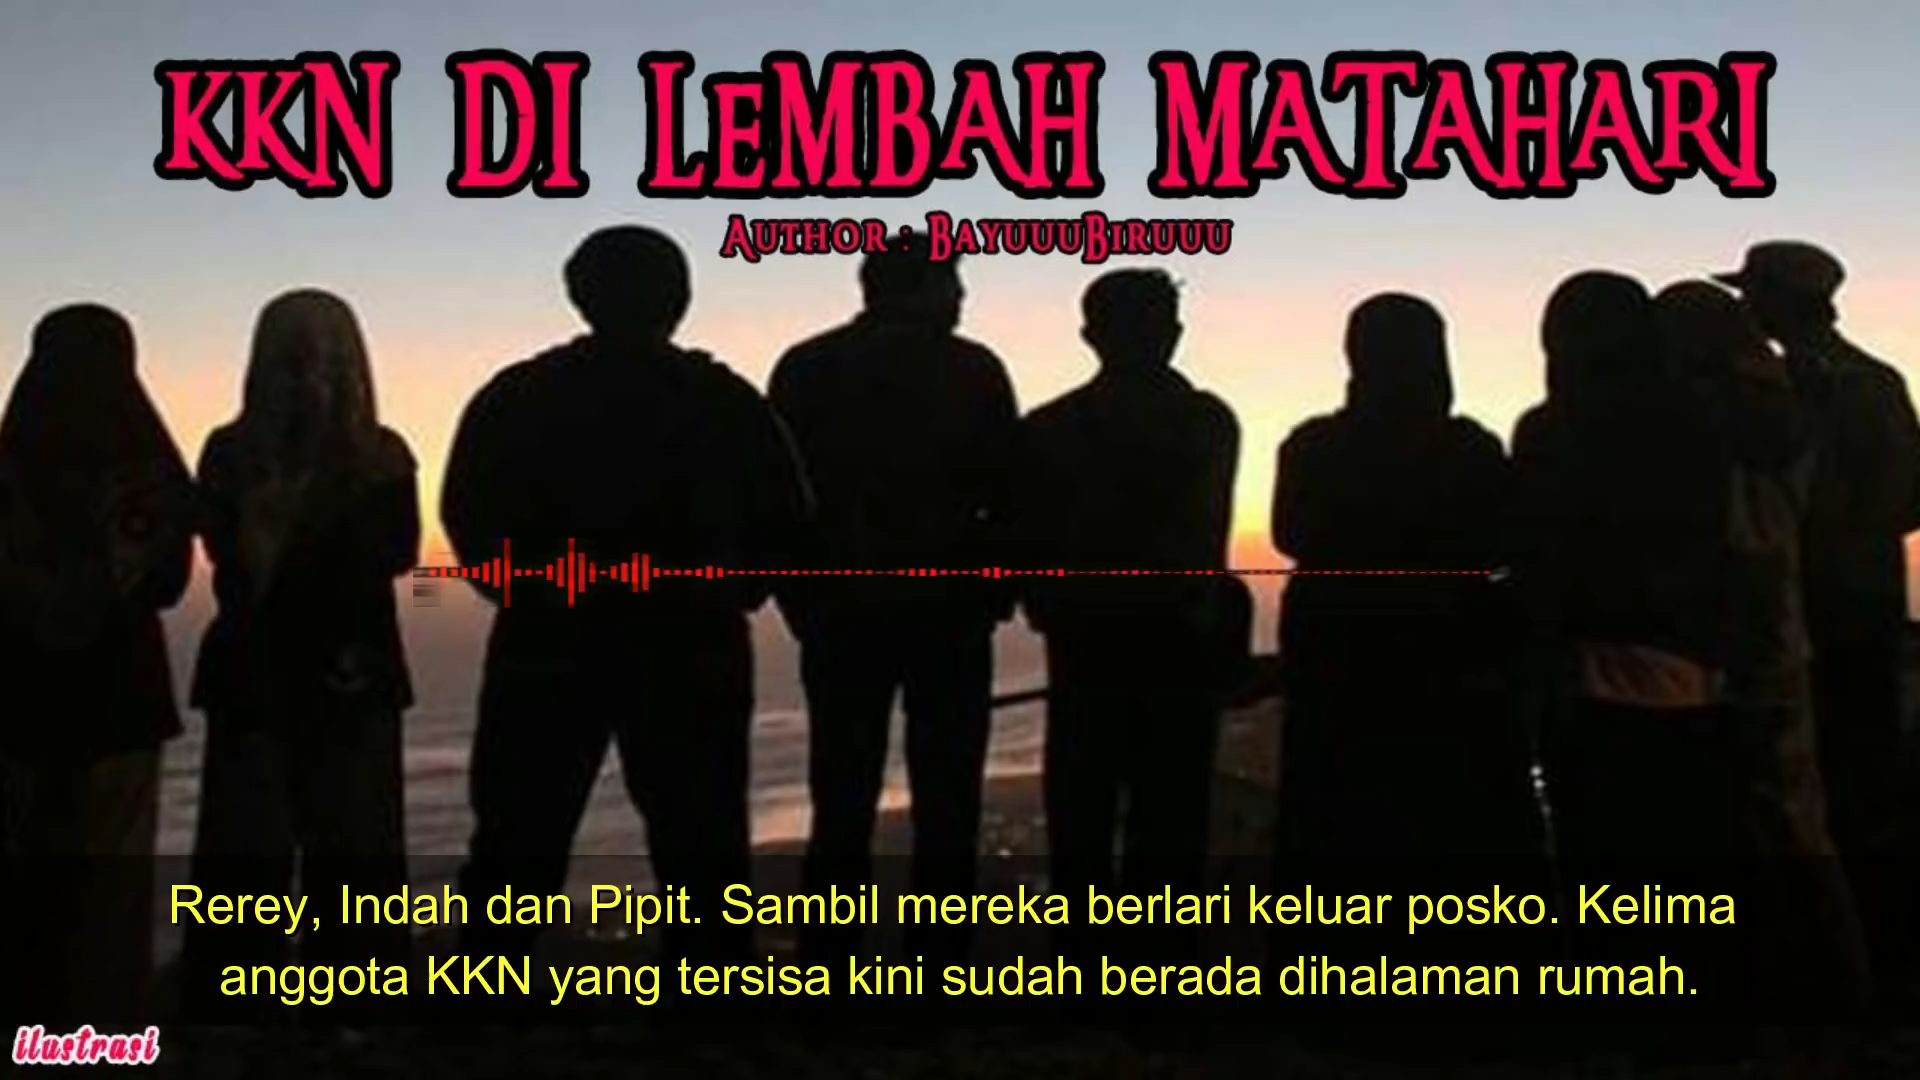 KKN DI LeMBAH MATAHARI
AUTHOR : BAYUUUBIRUUU
Rerey, Indah dan Pipit. Sambil mereka berlari keluar posko. Kelima
anggota KKN yang tersisa kini sudah berada dihalaman rumah.
ilustrasi